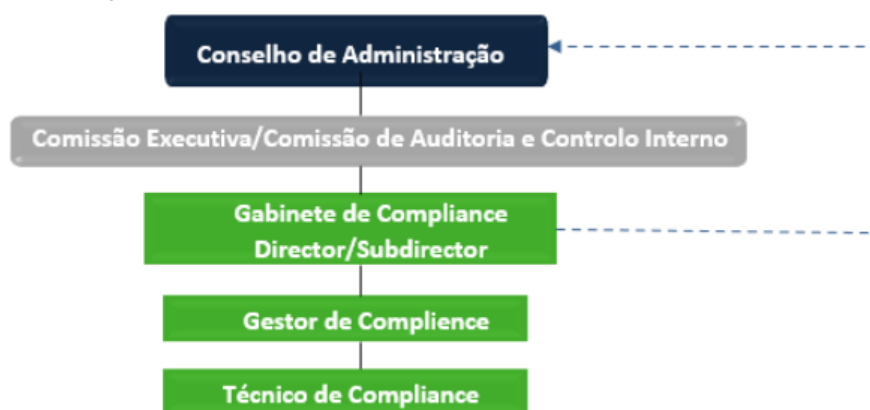 Conselho de Administração
Comissão Executiva/Comissão de Auditoria e Controlo Interno
Gabinete de Compliance
Director/Subdirector
Gestor de Complience
Técnico de Compliance